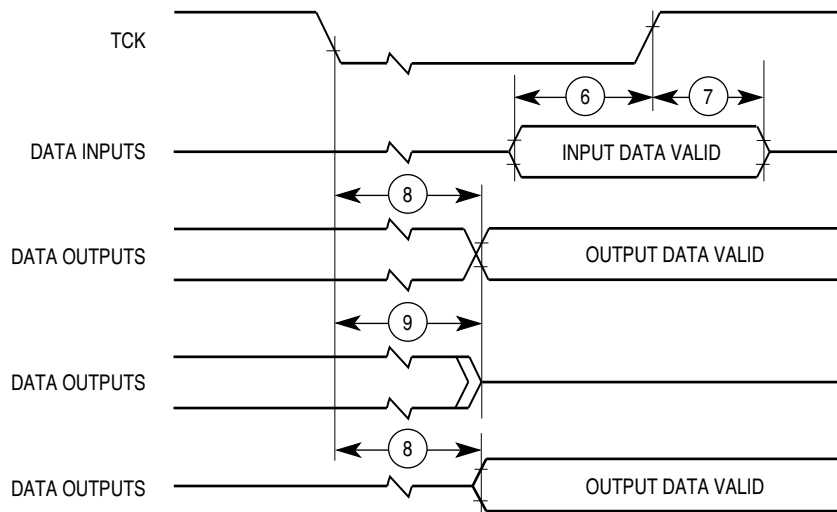 TCK
6
7
DATA INPUTS
INPUT DATA VALID
8
DATA OUTPUTS
OUTPUT DATA VALID
9
DATA OUTPUTS
8
DATA OUTPUTS
OUTPUT DATA VALID